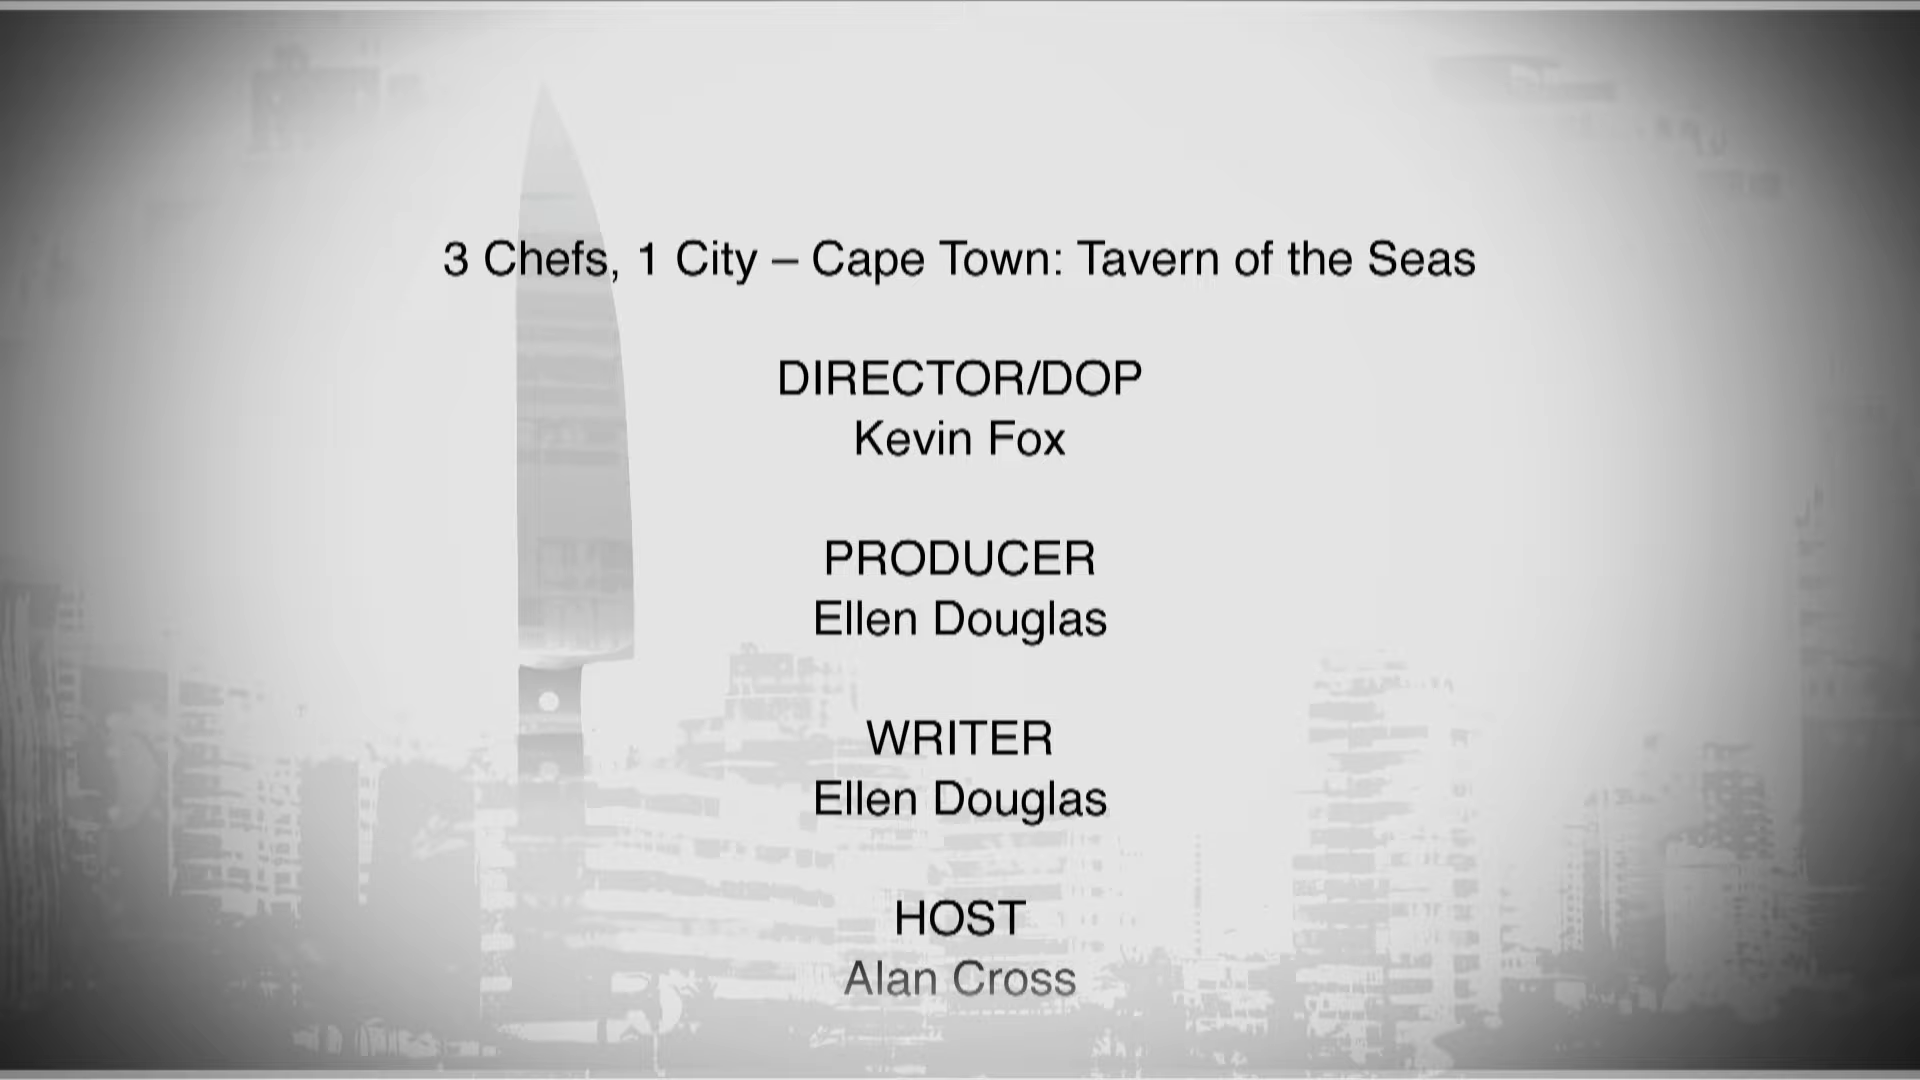 3 Chefs, 1 City – Cape Town: Tavern of the Seas
DIRECTOR/DOP
Kevin Fox
PRODUCER
Ellen Douglas
WRITER
Ellen Douglas
HOST
Alan Cross